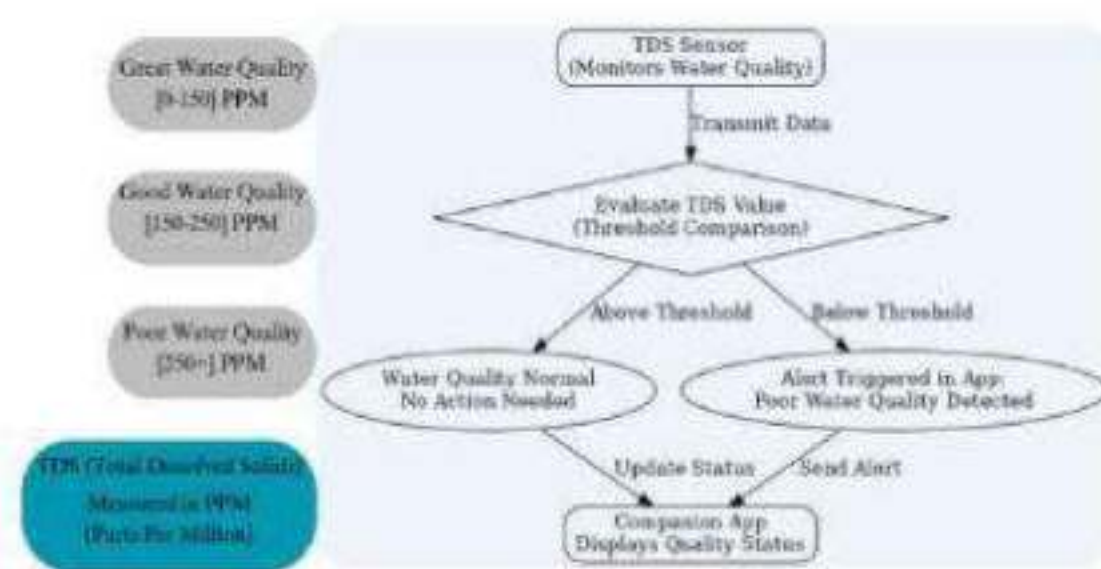 Great Water Quality
[0-150] PPM
Good Water Quality
[150-250] PPM
Poor Water Quality
[250+] PPM
TDS (Total Dissolved Solids)
Measured in PPM
(Parts Per Million)
TDS Sensor
(Monitors Water Quality)
Transmit Data
Evaluate TDS Value
(Threshold Comparison)
Above Threshold
Below Threshold
Water Quality Normal
No Action Needed
Alert Triggered in App:
Poor Water Quality Detected
Update Status
Send Alert
Companion App
Displays Quality Status